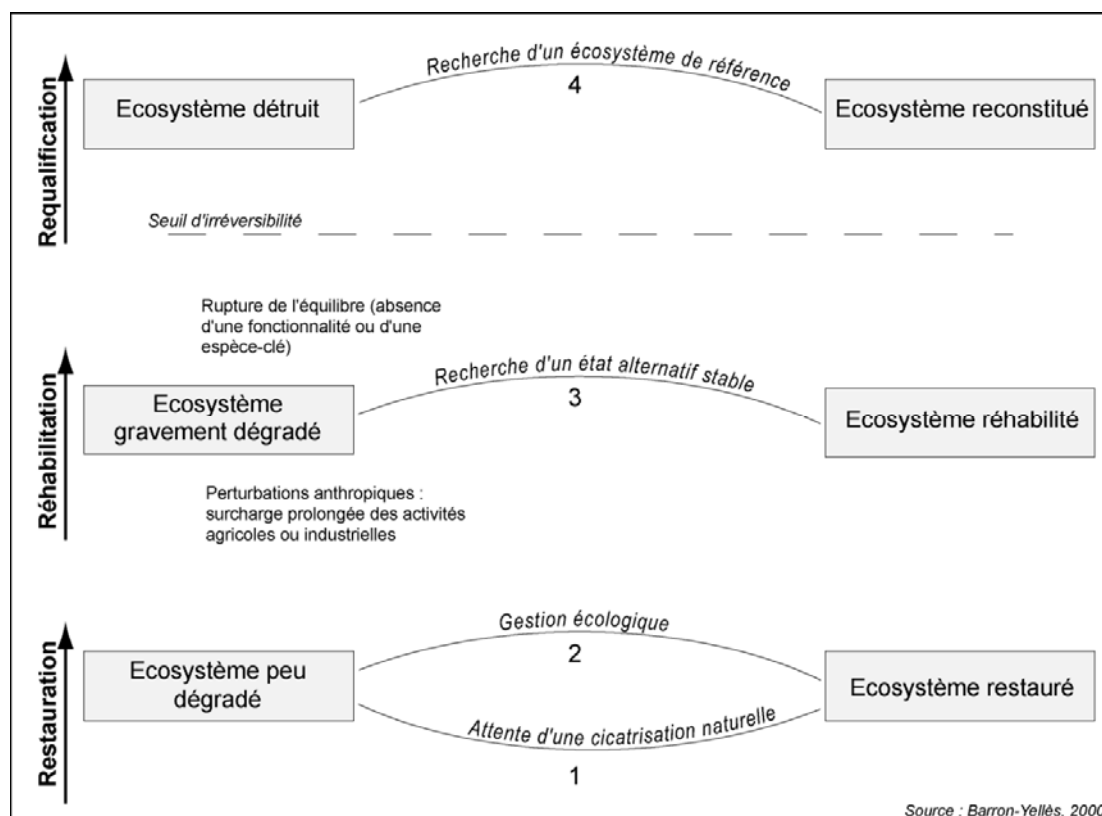 Requalification
Ecosystème détruit
Recherche d'un écosystème de référence
4
Ecosystème reconstitué
Seuil d'irréversibilité
Rupture de l'équilibre (absence
d'une fonctionnalité ou d'une
espèce-clé)
Réhabilitation
Ecosystème
gravement dégradé
Recherche d'un état alternatif stable
3
Ecosystème réhabilité
Perturbations anthropiques :
surcharge prolongée des activités
agricoles ou industrielles
Restauration
Ecosystème peu
dégradé
Gestion écologique
2
Ecosystème restauré
Attente d'une cicatrisation naturelle
1
Source : Barron-Yellès, 2000